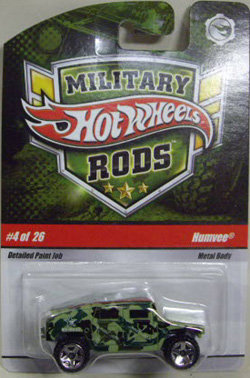 MILITARY
Hot Wheels
RODS
#4 of 26
Humvee®
Detailed Paint Job
Metal Body